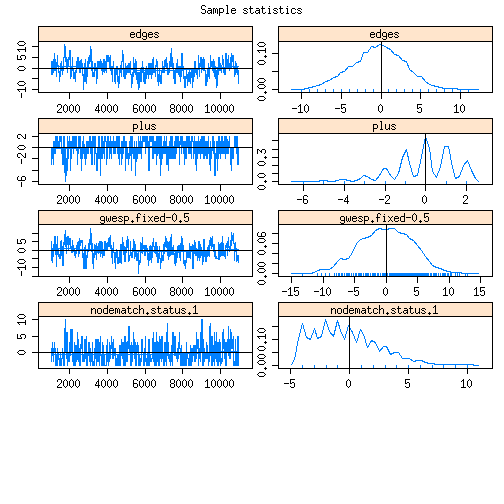 Sample statistics
edges
edges
−10 0 5 10
0.00 0.10
2000 4000 6000 8000 10000
−10 −5 0 5 10
plus
plus
−6 −2 0 2
0.0 0.3
2000 4000 6000 8000 10000
−6 −4 −2 0 2
gwesp.fixed−0.5
gwesp.fixed−0.5
−10 0 5
0.00 0.06
2000 4000 6000 8000 10000
−15 −10 −5 0 5 10 15
nodematch.status.1
nodematch.status.1
0 5 10
0.00 0.10
2000 4000 6000 8000 10000
−5 0 5 10